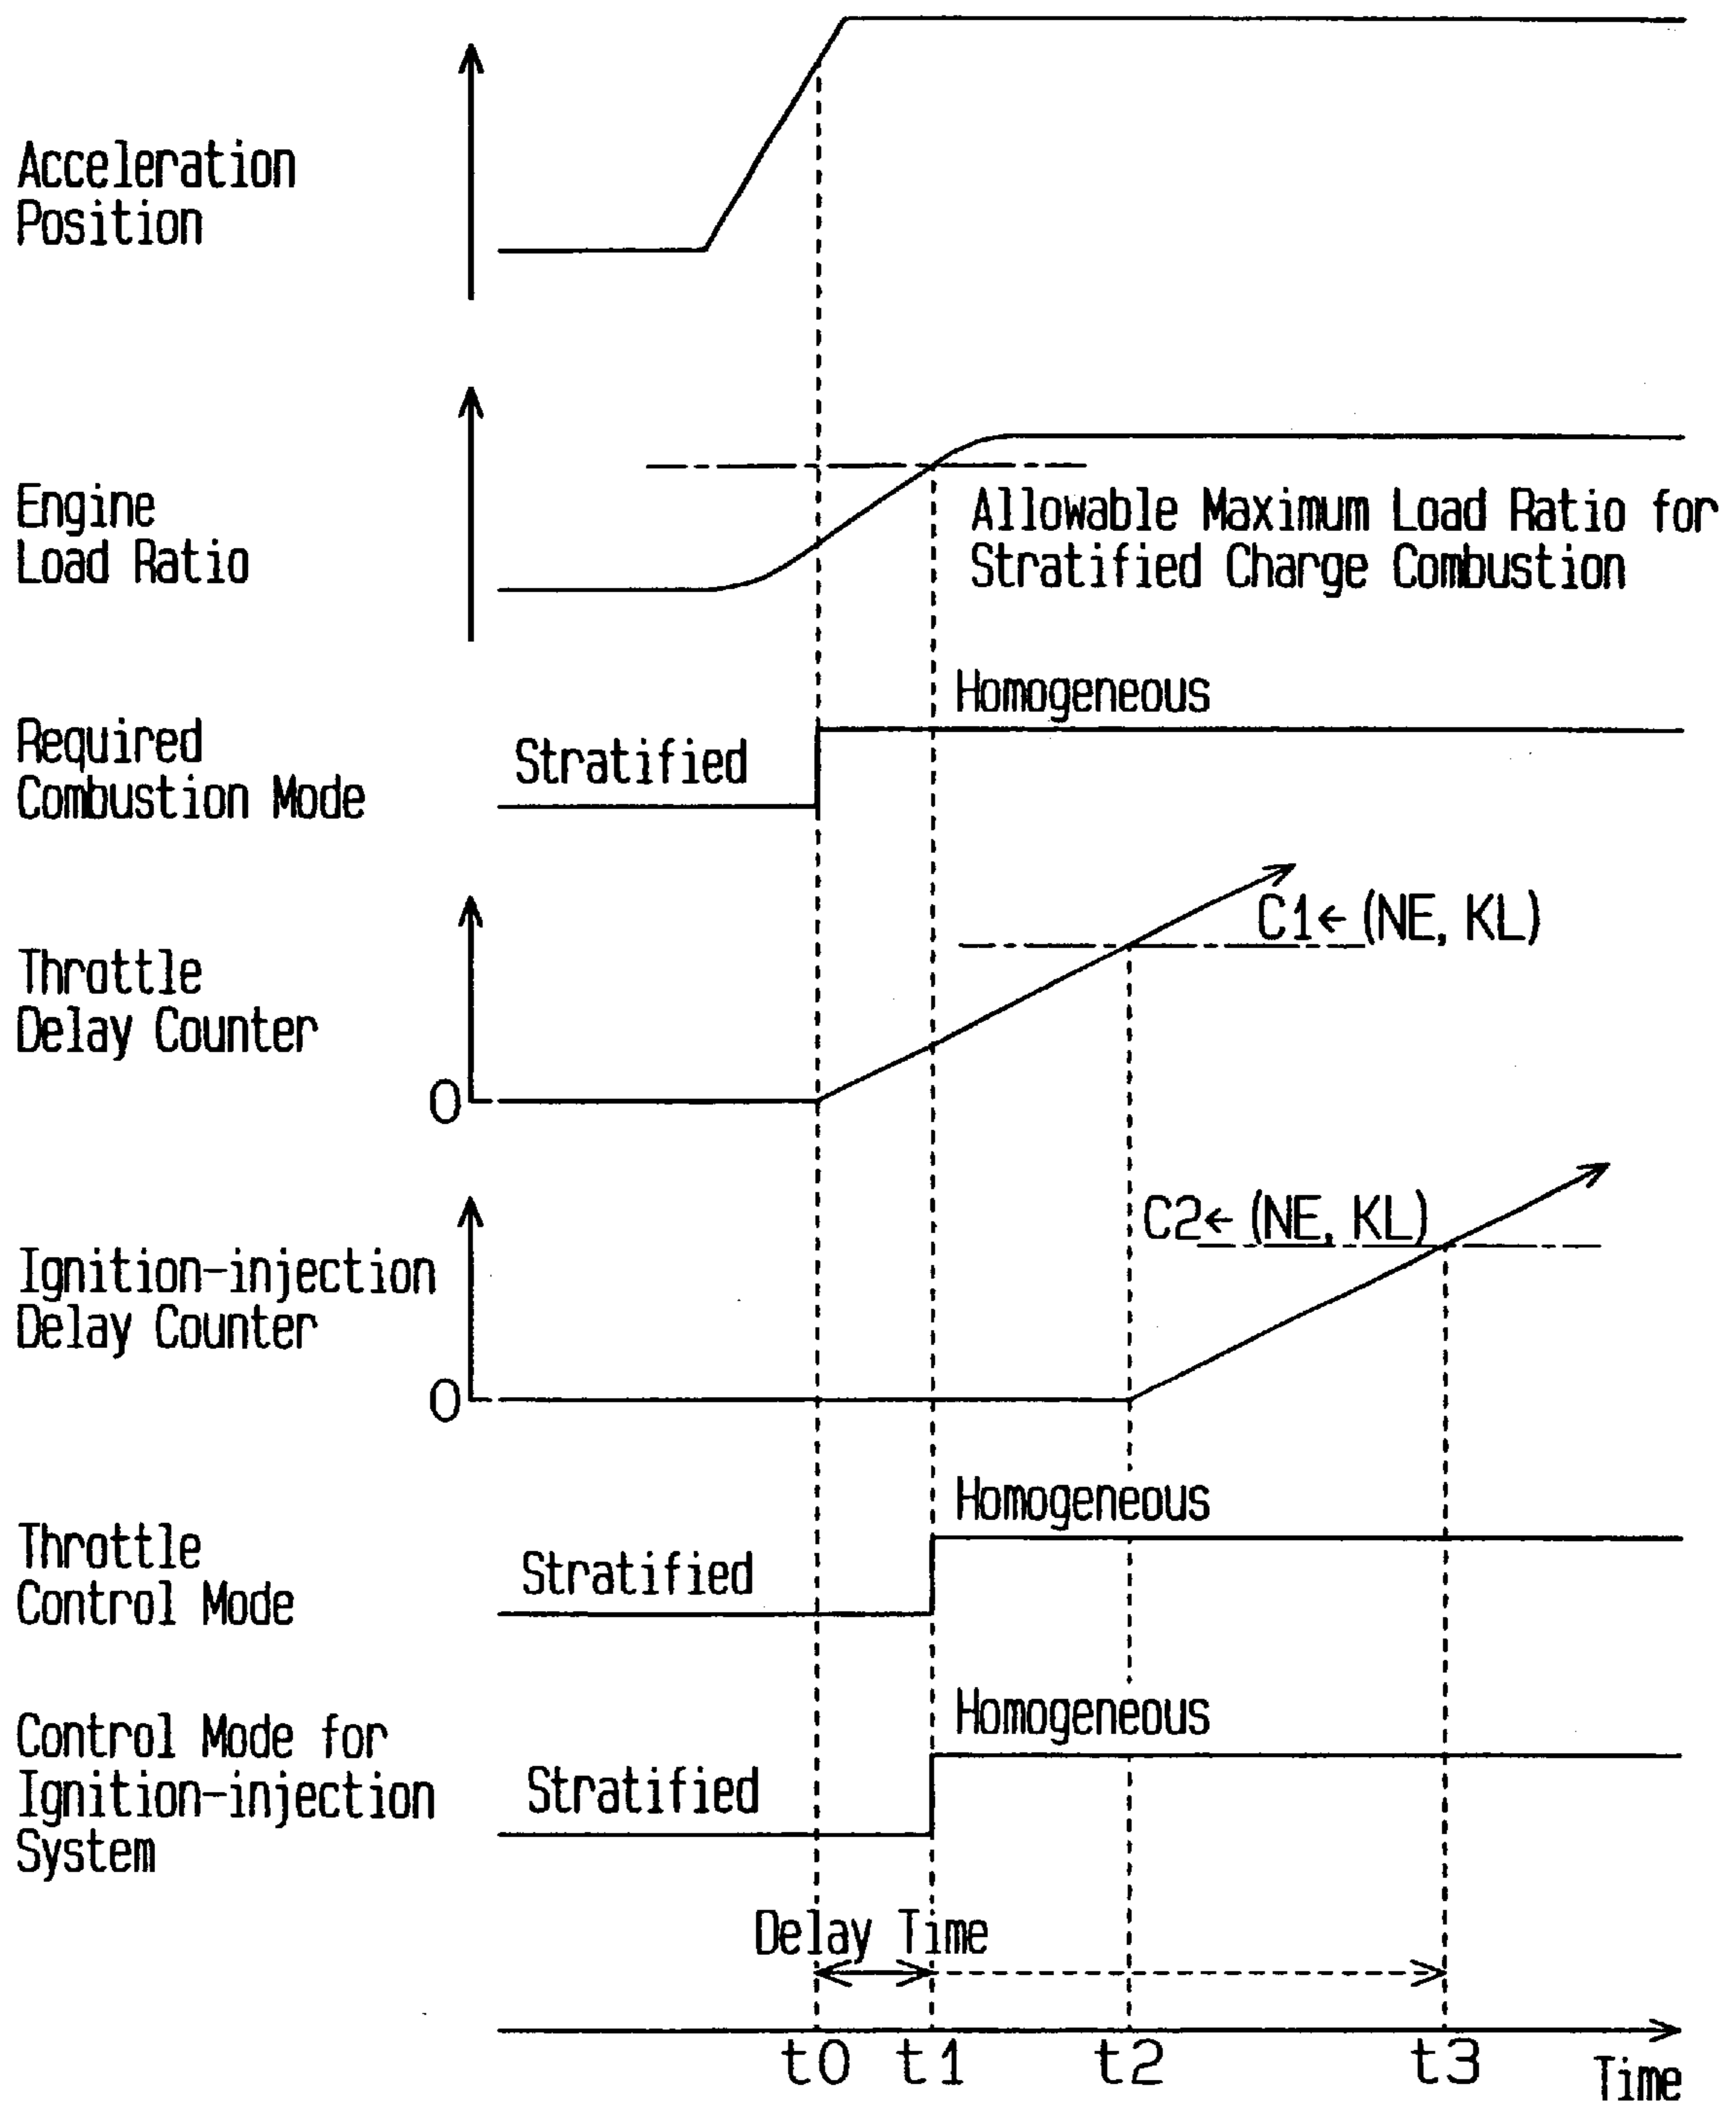 Acceleration
Position
Engine
Load Ratio
Allowable Maximum Load Ratio for
Stratified Charge Combustion
Required
Combustion Mode
Stratified
Homogeneous
Throttle
Delay Counter
C1←(NE, KL)
0
Ignition-injection
Delay Counter
C2←(NE, KL)
0
Throttle
Control Mode
Stratified
Homogeneous
Control Mode for
Ignition-injection
System
Stratified
Homogeneous
Delay Time
t0 t1 t2 t3 Time